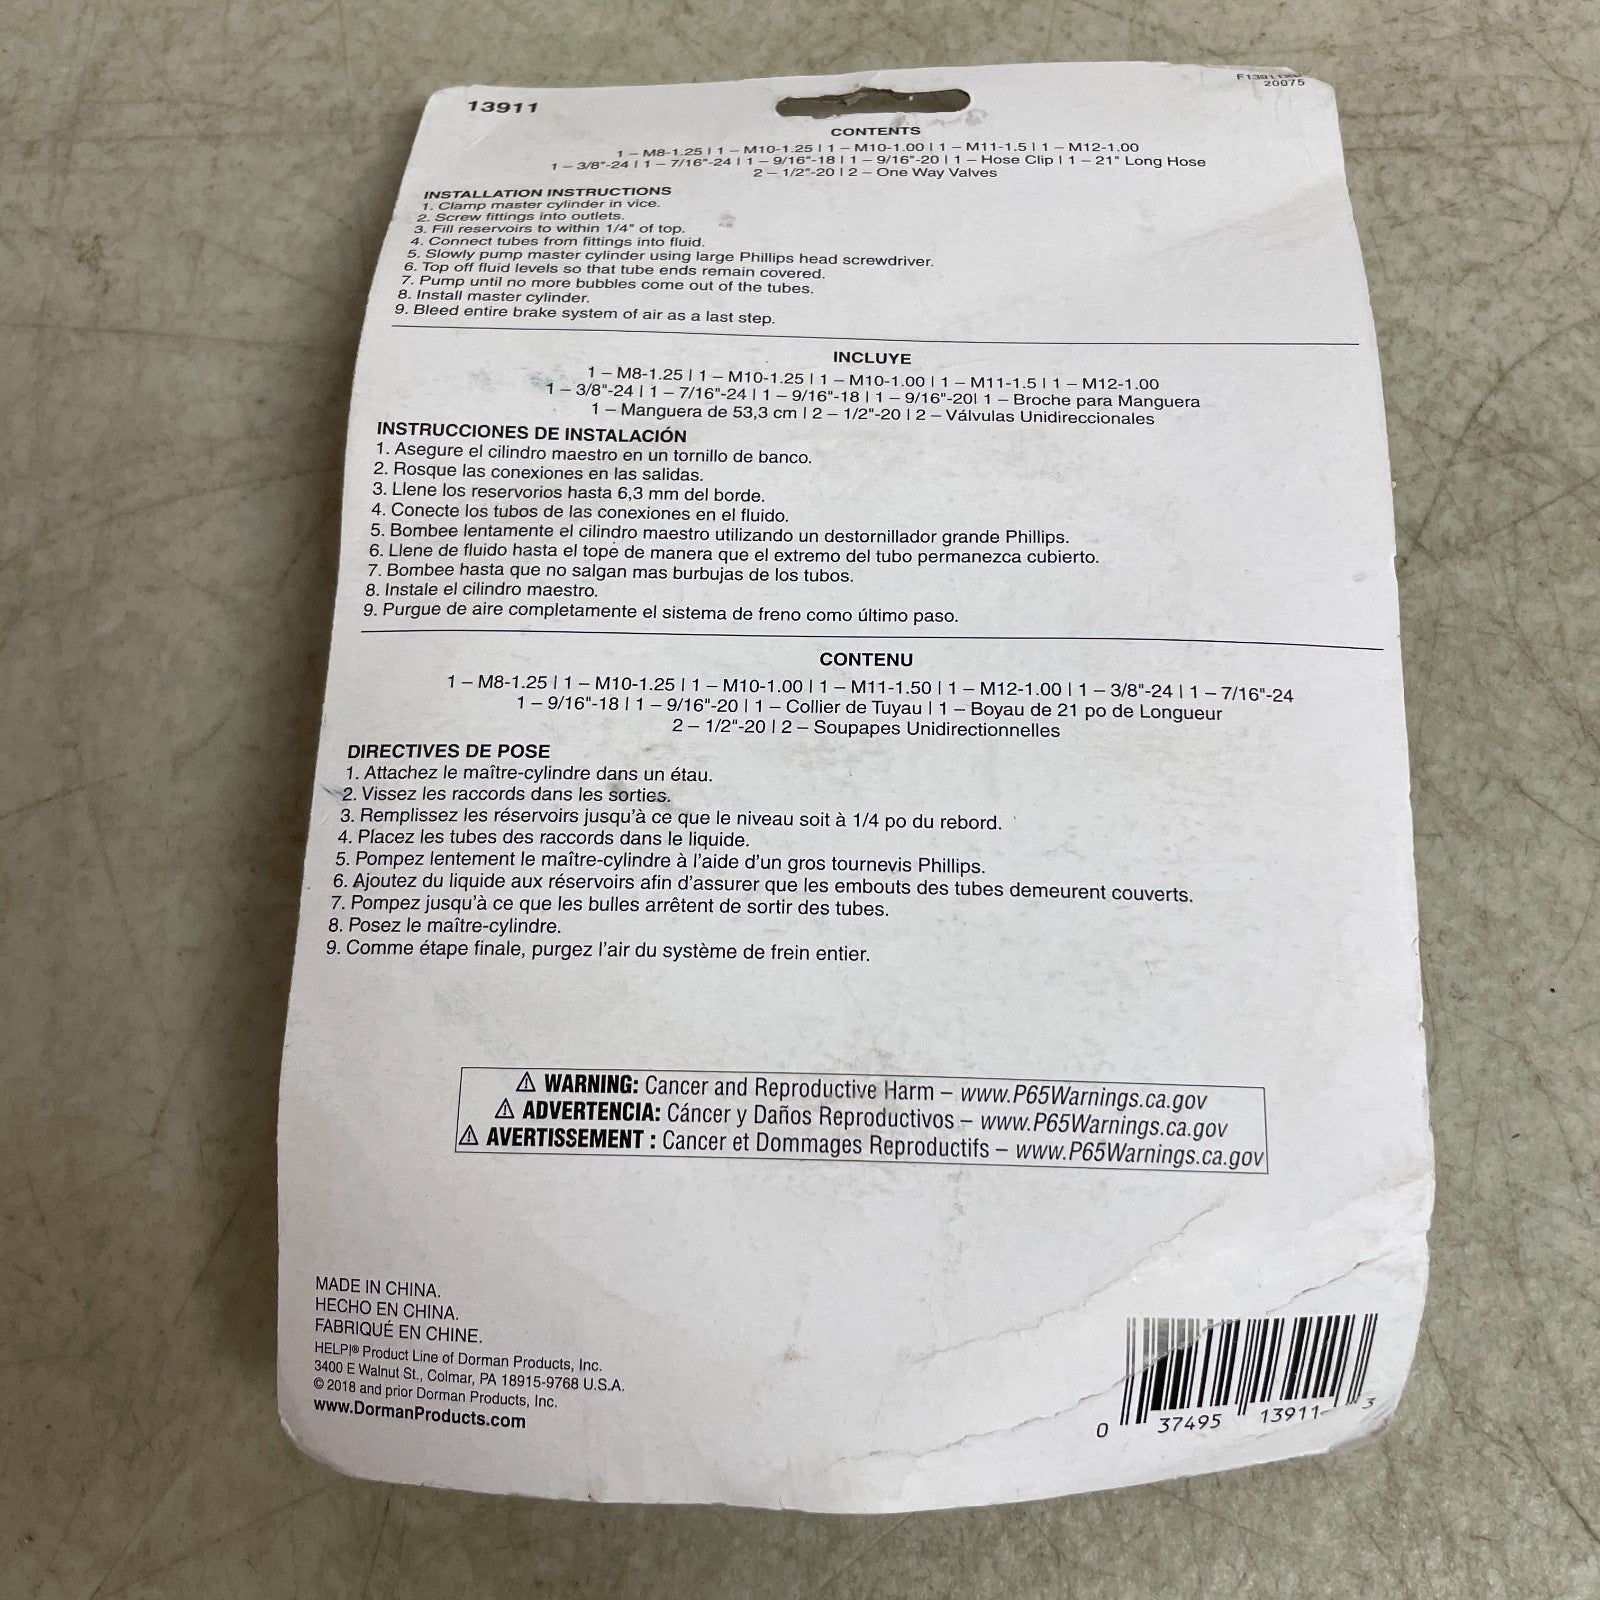 13911
20075
CONTENTS
1 – M8-1.25 | 1 – M10-1.25 | 1 – M10-1.00 | 1 – M11-1.5 | 1 – M12-1.00
1 – 3/8"-24 | 1 – 7/16"-24 | 1 – 9/16"-18 | 1 – 9/16"-20 | 1 – Hose Clip | 1 – 21" Long Hose
2 – 1/2"-20 | 2 – One Way Valves
INSTALLATION INSTRUCTIONS
1. Clamp master cylinder in vice.
2. Screw fittings into outlets.
3. Fill reservoirs to within 1/4" of top.
4. Connect tubes from fittings into fluid.
5. Slowly pump master cylinder using large Phillips head screwdriver.
6. Top off fluid levels so that tube ends remain covered.
7. Pump until no more bubbles come out of the tubes.
8. Install master cylinder.
9. Bleed entire brake system of air as a last step.
INCLUYE
1 – M8-1.25 | 1 – M10-1.25 | 1 – M10-1.00 | 1 – M11-1.5 | 1 – M12-1.00
1 – 3/8"-24 | 1 – 7/16"-24 | 1 – 9/16"-18 | 1 – 9/16"-20| 1 – Broche para Manguera
1 – Manguera de 53,3 cm | 2 – 1/2"-20 | 2 – Válvulas Unidireccionales
INSTRUCCIONES DE INSTALACIÓN
1. Asegure el cilindro maestro en un tornillo de banco.
2. Rosque las conexiones en las salidas.
3. Llene los reservorios hasta 6,3 mm del borde.
4. Conecte los tubos de las conexiones en el fluido.
5. Bombee lentamente el cilindro maestro utilizando un destornillador grande Phillips.
6. Llene de fluido hasta el tope de manera que el extremo del tubo permanezca cubierto.
7. Bombee hasta que no salgan mas burbujas de los tubos.
8. Instale el cilindro maestro.
9. Purgue de aire completamente el sistema de freno como último paso.
CONTENU
1 – M8-1.25 | 1 – M10-1.25 | 1 – M10-1.00 | 1 – M11-1.50 | 1 – M12-1.00 | 1 – 3/8"-24 | 1 – 7/16"-24
1 – 9/16"-18 | 1 – 9/16"-20 | 1 – Collier de Tuyau | 1 – Boyau de 21 po de Longueur
2 – 1/2"-20 | 2 – Soupapes Unidirectionnelles
DIRECTIVES DE POSE
1. Attachez le maître-cylindre dans un étau.
2. Vissez les raccords dans les sorties.
3. Remplissez les réservoirs jusqu'à ce que le niveau soit à 1/4 po du rebord.
4. Placez les tubes des raccords dans le liquide.
5. Pompez lentement le maître-cylindre à l'aide d'un gros tournevis Phillips.
6. Ajoutez du liquide aux réservoirs afin d'assurer que les embouts des tubes demeurent couverts.
7. Pompez jusqu'à ce que les bulles arrêtent de sortir des tubes.
8. Posez le maître-cylindre.
9. Comme étape finale, purgez l'air du système de frein entier.
⚠ WARNING: Cancer and Reproductive Harm – www.P65Warnings.ca.gov
⚠ ADVERTENCIA: Cáncer y Daños Reproductivos – www.P65Warnings.ca.gov
⚠ AVERTISSEMENT : Cancer et Dommages Reproductifs – www.P65Warnings.ca.gov
MADE IN CHINA.
HECHO EN CHINA.
FABRIQUÉ EN CHINE.
HELP!® Product Line of Dorman Products, Inc.
3400 E Walnut St., Colmar, PA 18915-9768 U.S.A.
© 2018 and prior Dorman Products, Inc.
www.DormanProducts.com
0 37495 13911 3